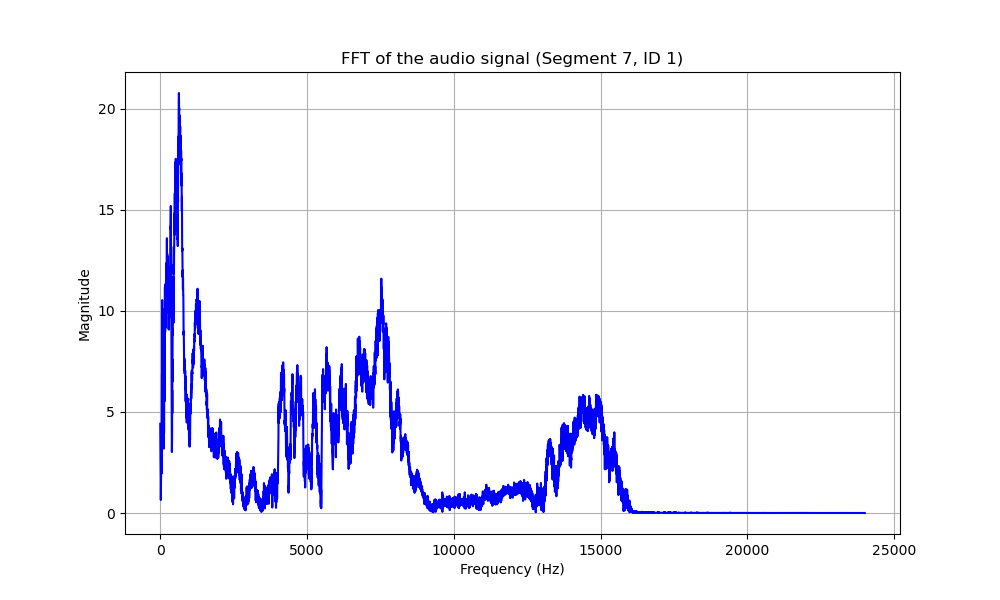 FFT of the audio signal (Segment 7, ID 1)
20
15
10
5
0
Magnitude
0 5000 10000 15000 20000 25000
Frequency (Hz)